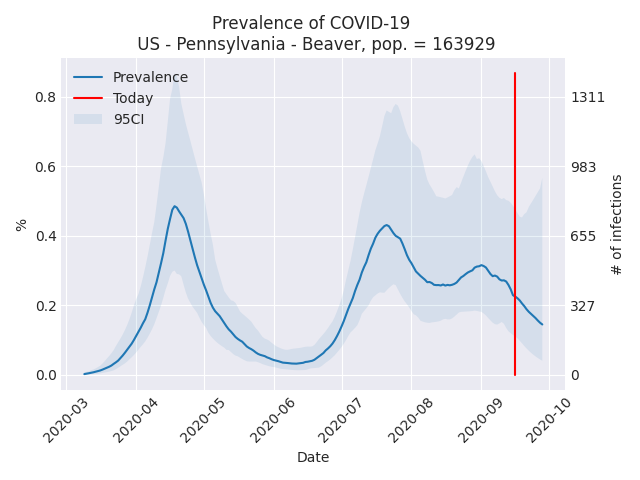 Prevalence of COVID-19
US - Pennsylvania - Beaver, pop. = 163929
Prevalence
Today
95CI
%
0.8
0.6
0.4
0.2
0.0
1311
983
655
327
0
# of infections
2020-03
2020-04
2020-05
2020-06
2020-07
2020-08
2020-09
2020-10
Date